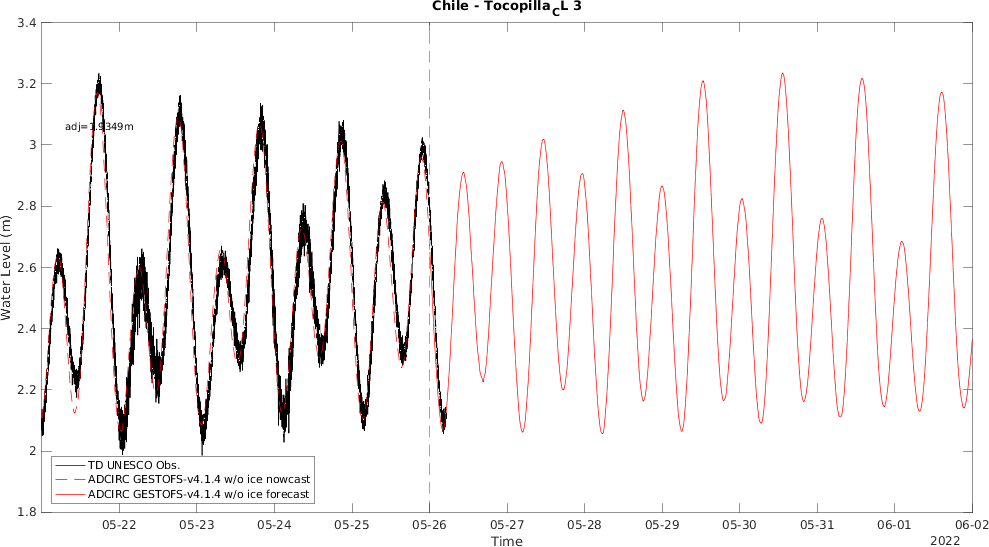 Chile - Tocopilla_CL 3
3.4
3.2
3
2.8
2.6
2.4
2.2
2
1.8
Water Level (m)
adj=1.9349m
TD UNESCO Obs.
ADCIRC GESTOFS-v4.1.4 w/o ice nowcast
ADCIRC GESTOFS-v4.1.4 w/o ice forecast
05-22 05-23 05-24 05-25 05-26 05-27 05-28 05-29 05-30 05-31 06-01 06-02
Time
2022